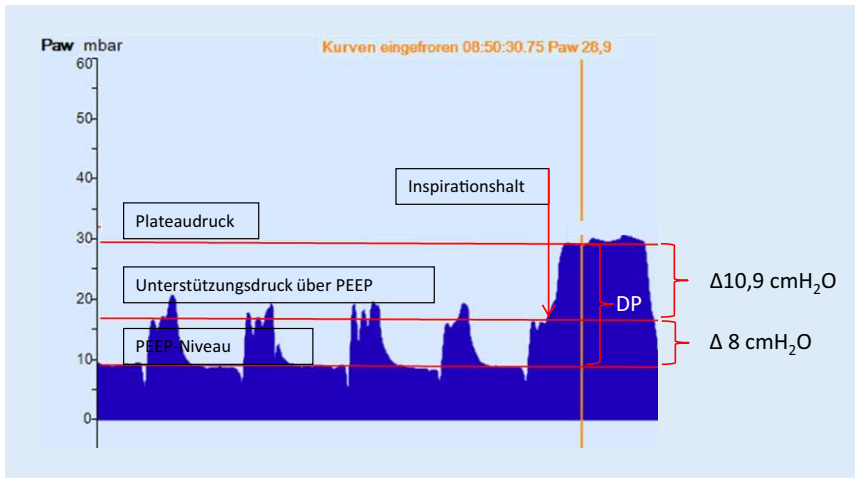 Paw mbar
Kurven eingefroren 08:50:30.75 Paw 28,9
60
50
40
Inspirationshalt
Plateaudruck
30
Δ10,9 cmH₂O
Unterstützungsdruck über PEEP
20
DP
PEEP-Niveau
Δ 8 cmH₂O
10
0